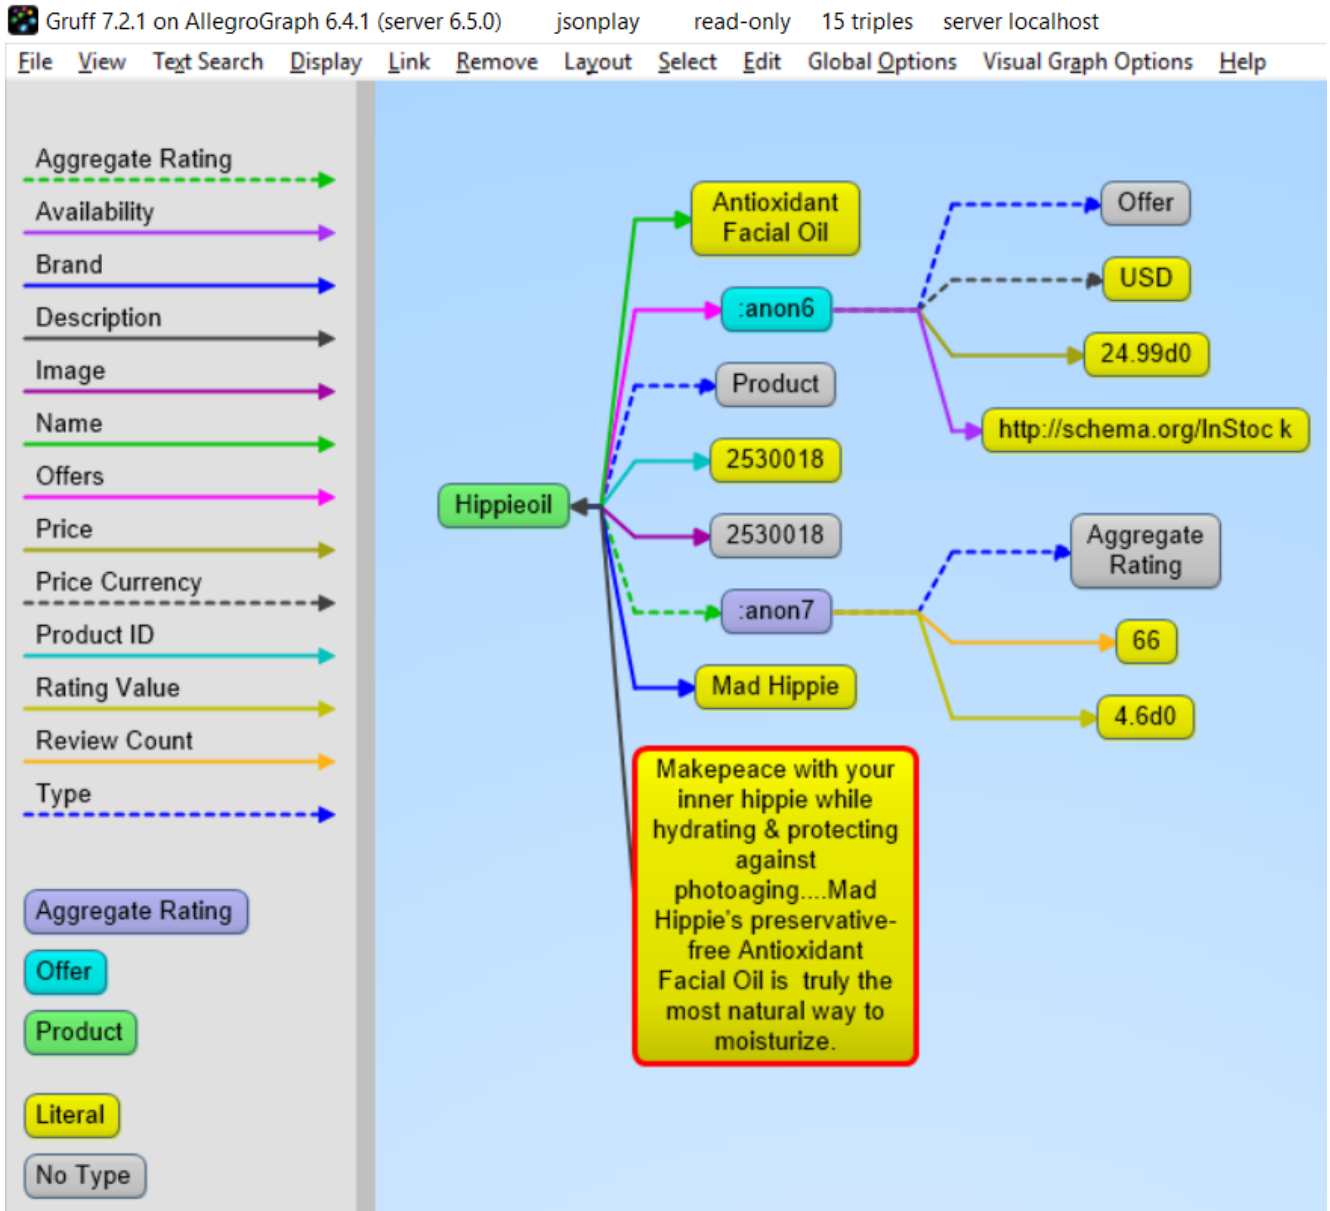 Gruff 7.2.1 on AllegroGraph 6.4.1 (server 6.5.0) jsonplay read-only 15 triples server localhost
File View Text Search Display Link Remove Layout Select Edit Global Options Visual Graph Options Help
Aggregate Rating
Availability
Brand
Description
Image
Name
Offers
Price
Price Currency
Product ID
Rating Value
Review Count
Type
Aggregate Rating
Offer
Product
Literal
No Type
Hippieoil
Antioxidant
Facial Oil
:anon6
Product
2530018
2530018
:anon7
Mad Hippie
Makepeace with your
inner hippie while
hydrating & protecting
against
photoaging....Mad
Hippie's preservative-
free Antioxidant
Facial Oil is  truly the
most natural way to
moisturize.
Offer
USD
24.99d0
http://schema.org/InStoc k
Aggregate
Rating
66
4.6d0